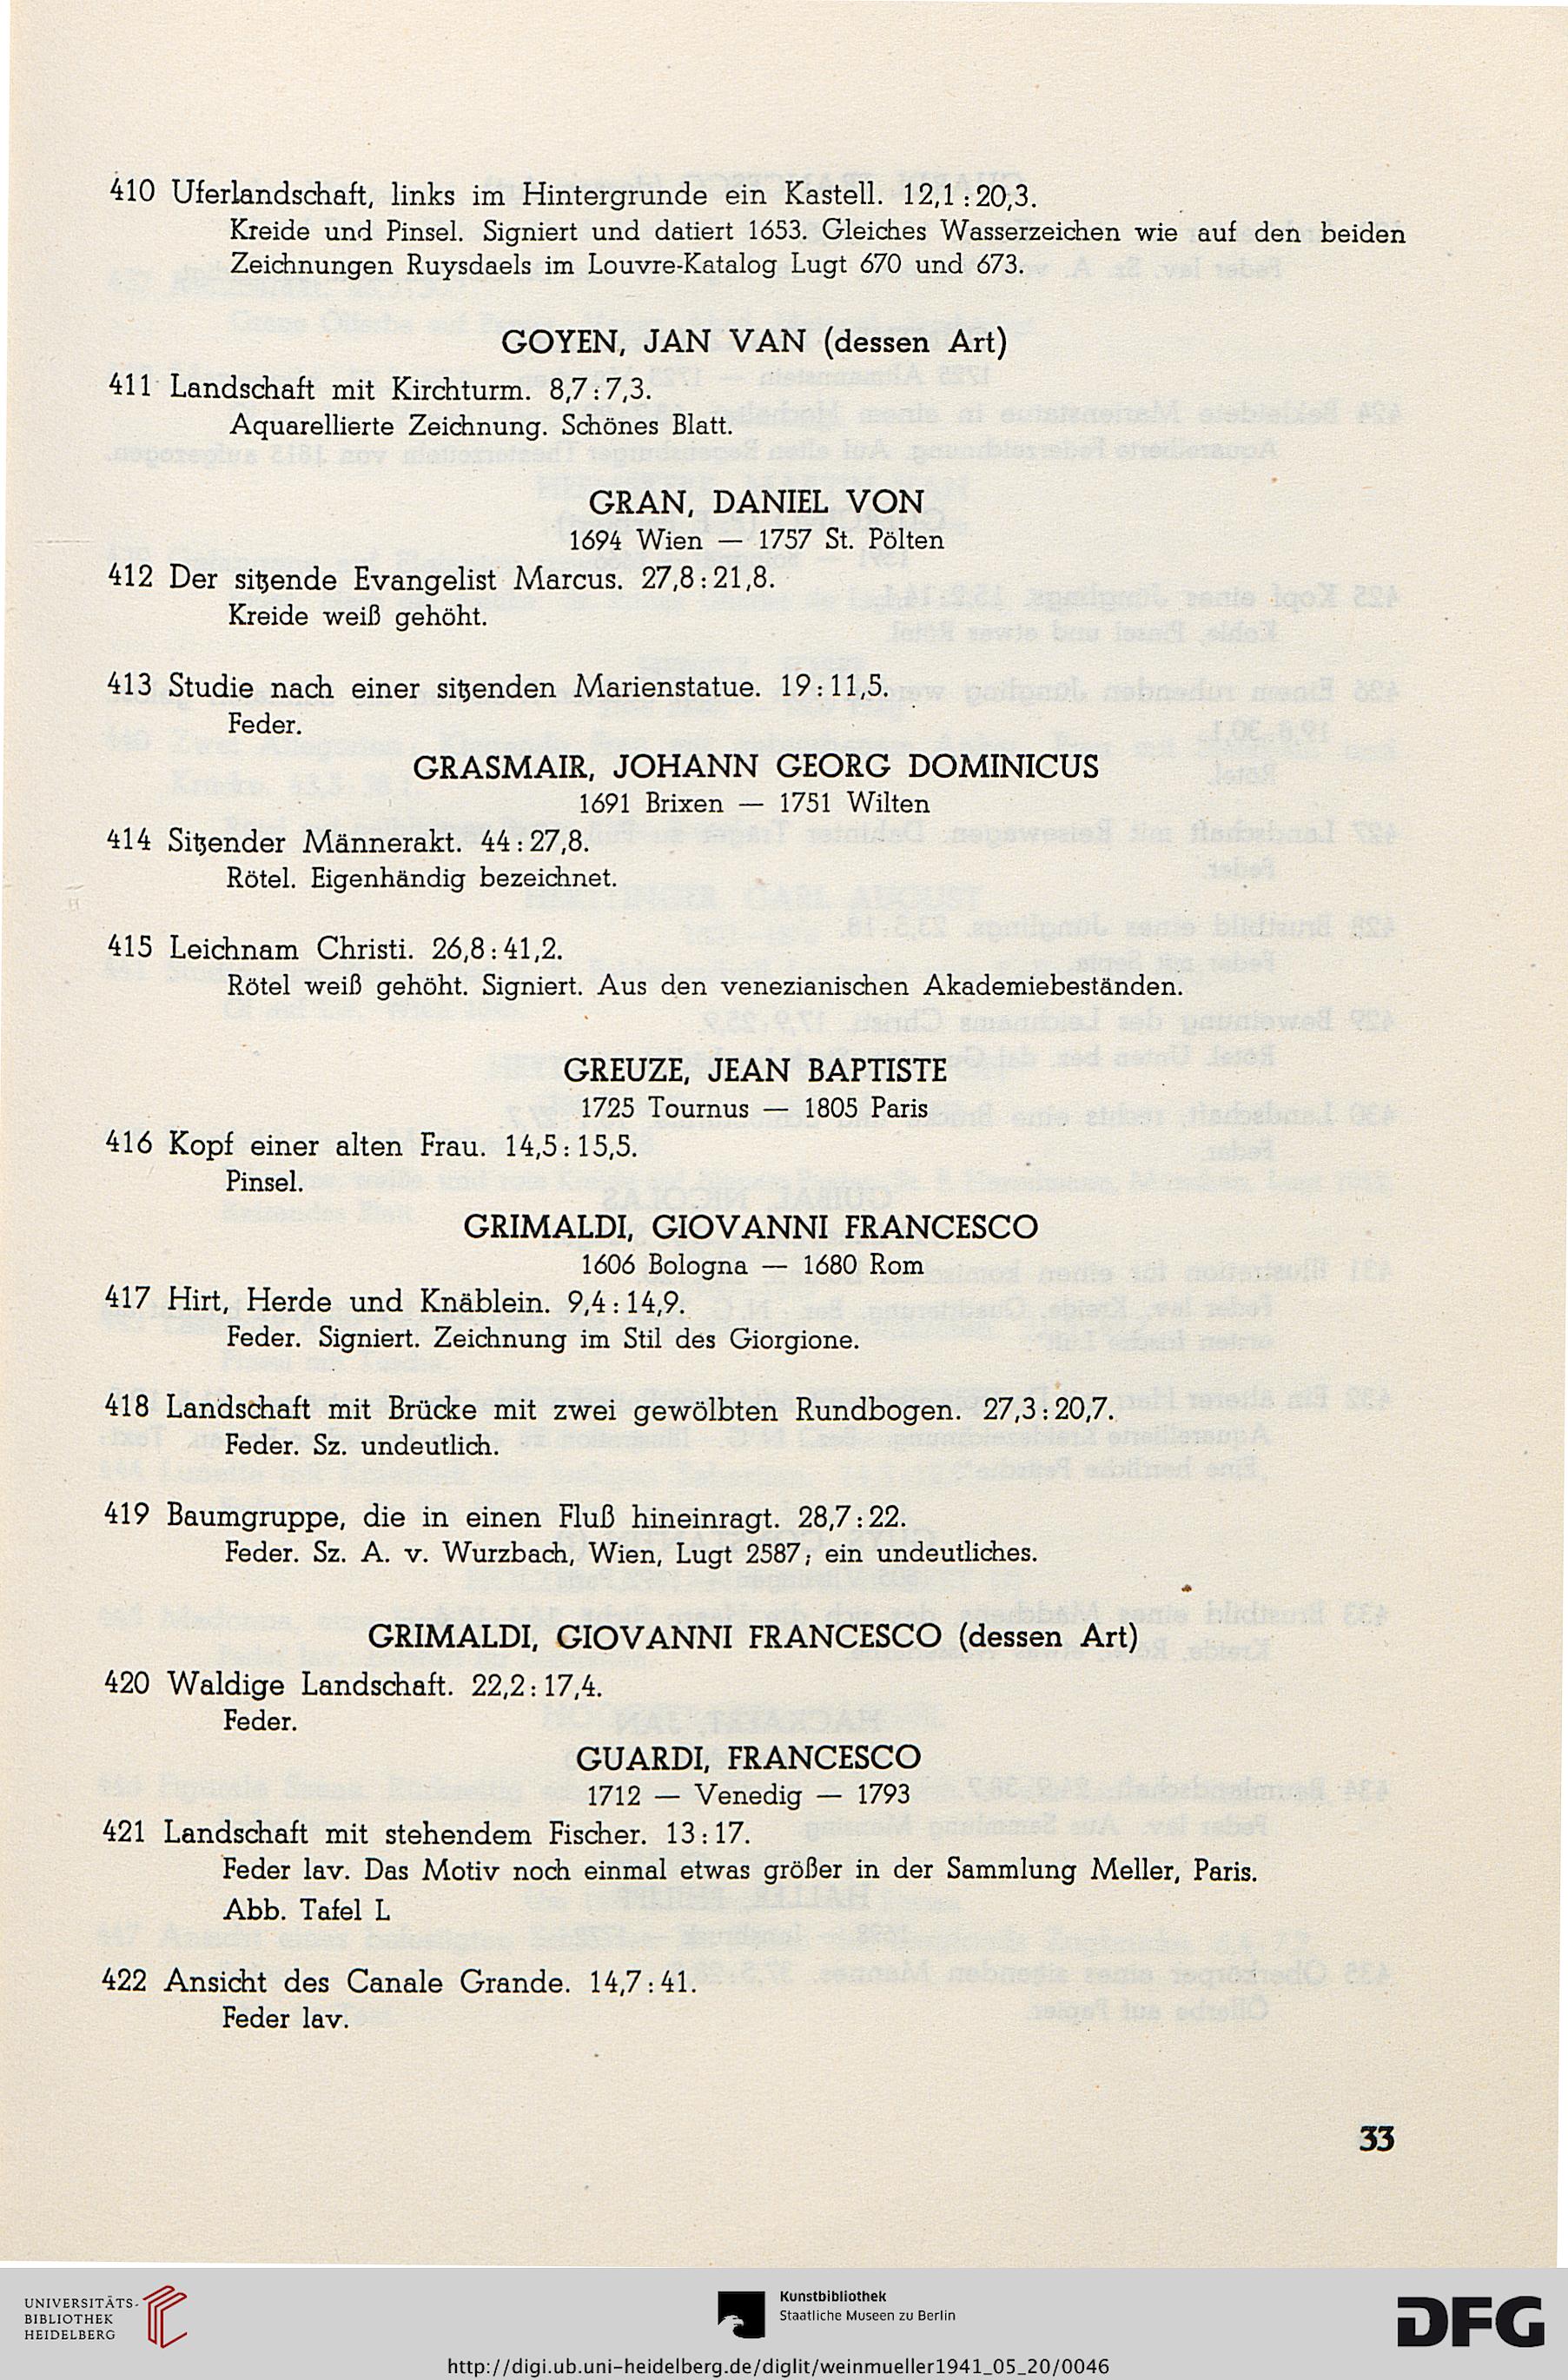 410 Uferlandschaft, links im Hintergrunde ein Kastell. 12,1:20,3.
Kreide und Pinsel. Signiert und datiert 1653. Gleiches Wasserzeichen wie auf den beiden
Zeichnungen Ruysdaels im Louvre-Katalog Lugt 670 und 673.
GOYEN, JAN VAN (dessen Art)
411 Landschaft mit Kirchturm. 8,7:7,3.
Aquarellierte Zeichnung. Schönes Blatt.
GRAN, DANIEL VON
1694 Wien — 1757 St. Pölten
412 Der sitzende Evangelist Marcus. 27,8:21,8.
Kreide weiß gehöht.
413 Studie nach einer sitzenden Marienstatue. 19:11,5.
Feder.
GRASMAIR, JOHANN GEORG DOMINICUS
1691 Brixen — 1751 Wilten
414 Sitzender Männerakt. 44:27,8.
Rötel. Eigenhändig bezeichnet.
415 Leichnam Christi. 26,8:41,2.
Rötel weiß gehöht. Signiert. Aus den venezianischen Akademiebeständen.
GREUZE, JEAN BAPTISTE
1725 Tournus — 1805 Paris
416 Kopf einer alten Frau. 14,5:15,5.
Pinsel.
GRIMALDI, GIOVANNI FRANCESCO
1606 Bologna — 1680 Rom
417 Hirt, Herde und Knäblein. 9,4:14,9.
Feder. Signiert. Zeichnung im Stil des Giorgione.
418 Landschaft mit Brücke mit zwei gewölbten Rundbogen. 27,3:20,7.
Feder. Sz. undeutlich.
419 Baumgruppe, die in einen Fluß hineinragt. 28,7:22.
Feder. Sz. A. v. Wurzbach, Wien, Lugt 2587; ein undeutliches.
GRIMALDI, GIOVANNI FRANCESCO (dessen Art)
420 Waldige Landschaft. 22,2:17,4.
Feder.
GUARDI, FRANCESCO
1712 — Venedig — 1793
421 Landschaft mit stehendem Fischer. 13:17.
Feder lav. Das Motiv noch einmal etwas größer in der Sammlung Meller, Paris.
Abb. Tafel L
422 Ansicht des Canale Grande. 14,7:41.
Feder lav.
33
UNIVERSITÄTS-
BIBLIOTHEK
HEIDELBERG
Kunstbibliothek
Staatliche Museen zu Berlin
DFG
http://digi.ub.uni-heidelberg.de/diglit/weinmueller1941_05_20/0046